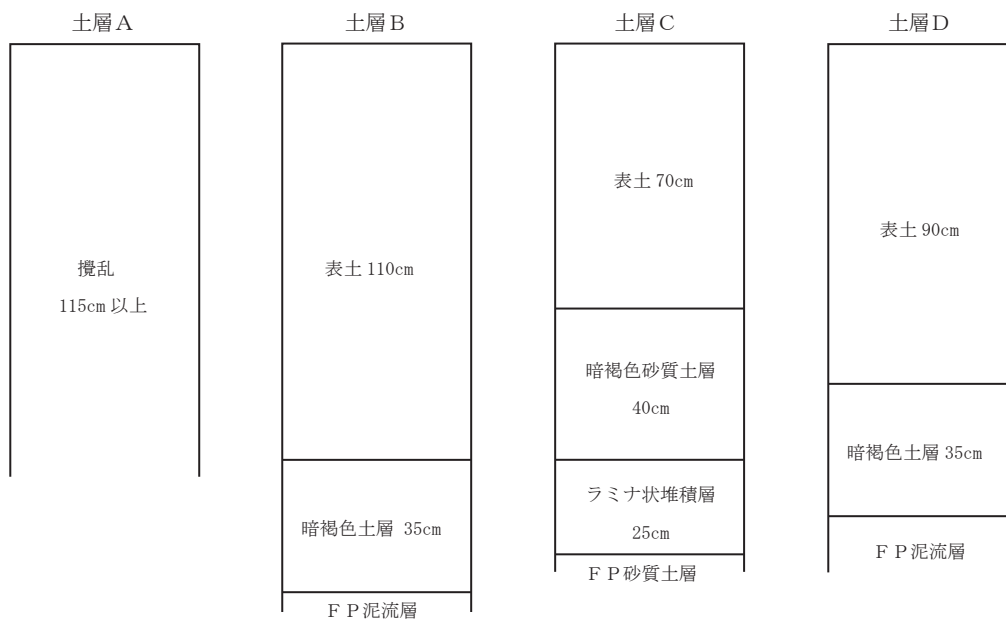 土層A
攪乱
115cm 以上
土層B
表土 110cm
暗褐色土層 35cm
FP泥流層
土層C
表土 70cm
暗褐色砂質土層
40cm
ラミナ状堆積層
25cm
FP砂質土層
土層D
表土 90cm
暗褐色土層 35cm
FP泥流層